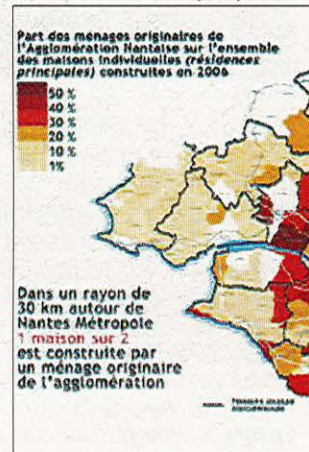 Part des ménages originaires de
l'Agglomération Nantaise sur l'ensemble
des maisons individuelles (résidences
principales) construites en 2006
50 %
40 %
30 %
20 %
10 %
1%
Dans un rayon de
30 km autour de
Nantes Métropole
1 maison sur 2
est construite par
un ménage originaire
de l'agglomération